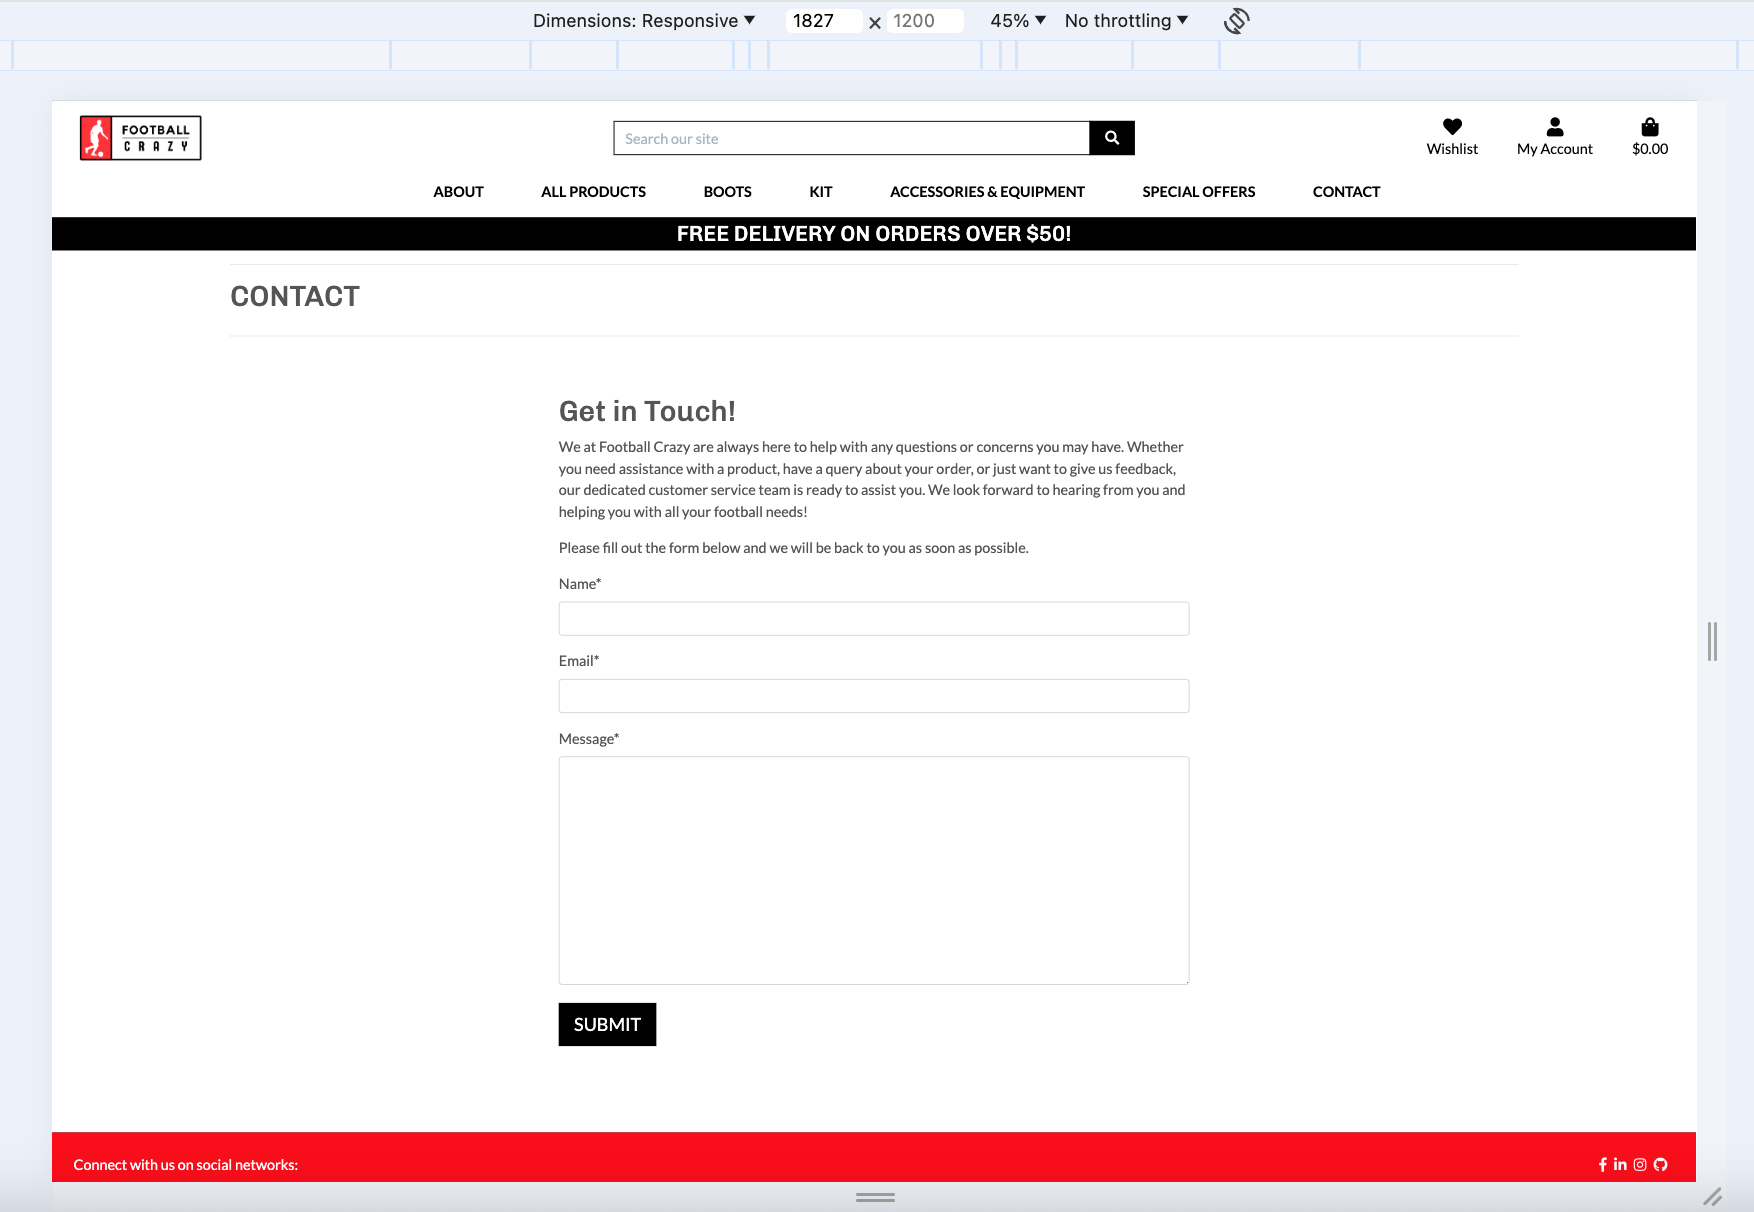 Dimensions: Responsive 1827 × 1200 45% No throttling
FOOTBALL
CRAZY
Search our site
Wishlist My Account $0.00
ABOUT ALL PRODUCTS BOOTS KIT ACCESSORIES & EQUIPMENT SPECIAL OFFERS CONTACT
FREE DELIVERY ON ORDERS OVER $50!
CONTACT
Get in Touch!
We at Football Crazy are always here to help with any questions or concerns you may have. Whether
you need assistance with a product, have a query about your order, or just want to give us feedback,
our dedicated customer service team is ready to assist you. We look forward to hearing from you and
helping you with all your football needs!
Please fill out the form below and we will be back to you as soon as possible.
Name*
Email*
Message*
SUBMIT
Connect with us on social networks: